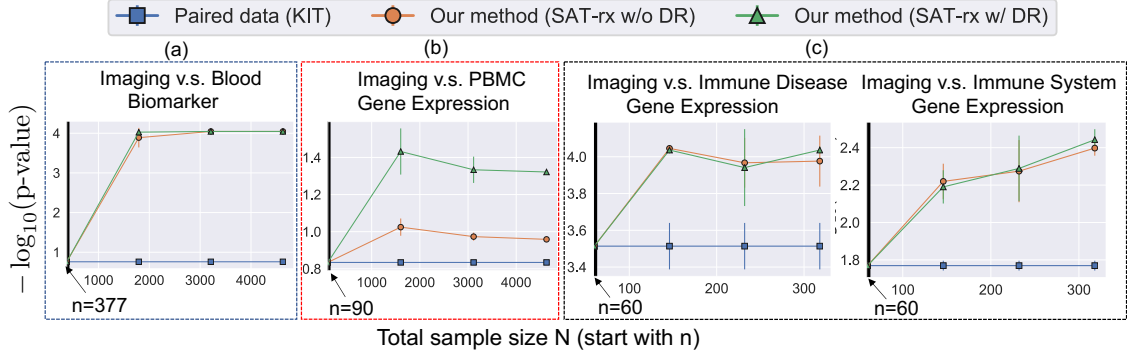 Paired data (KIT) Our method (SAT-rx w/o DR) Our method (SAT-rx w/ DR)
(a) (b) (c)
Imaging v.s. Blood
Biomarker
Imaging v.s. PBMC
Gene Expression
Imaging v.s. Immune Disease
Gene Expression
Imaging v.s. Immune System
Gene Expression
− log10(p-value)
4
3
2
1
1000 2000 3000 4000
n=377
1.4
1.2
1.0
0.8
1000 2000 3000 4000
n=90
4.0
3.8
3.6
3.4
100 200 300
n=60
2.4
2.2
2.0
1.8
100 200 300
n=60
Total sample size N (start with n)